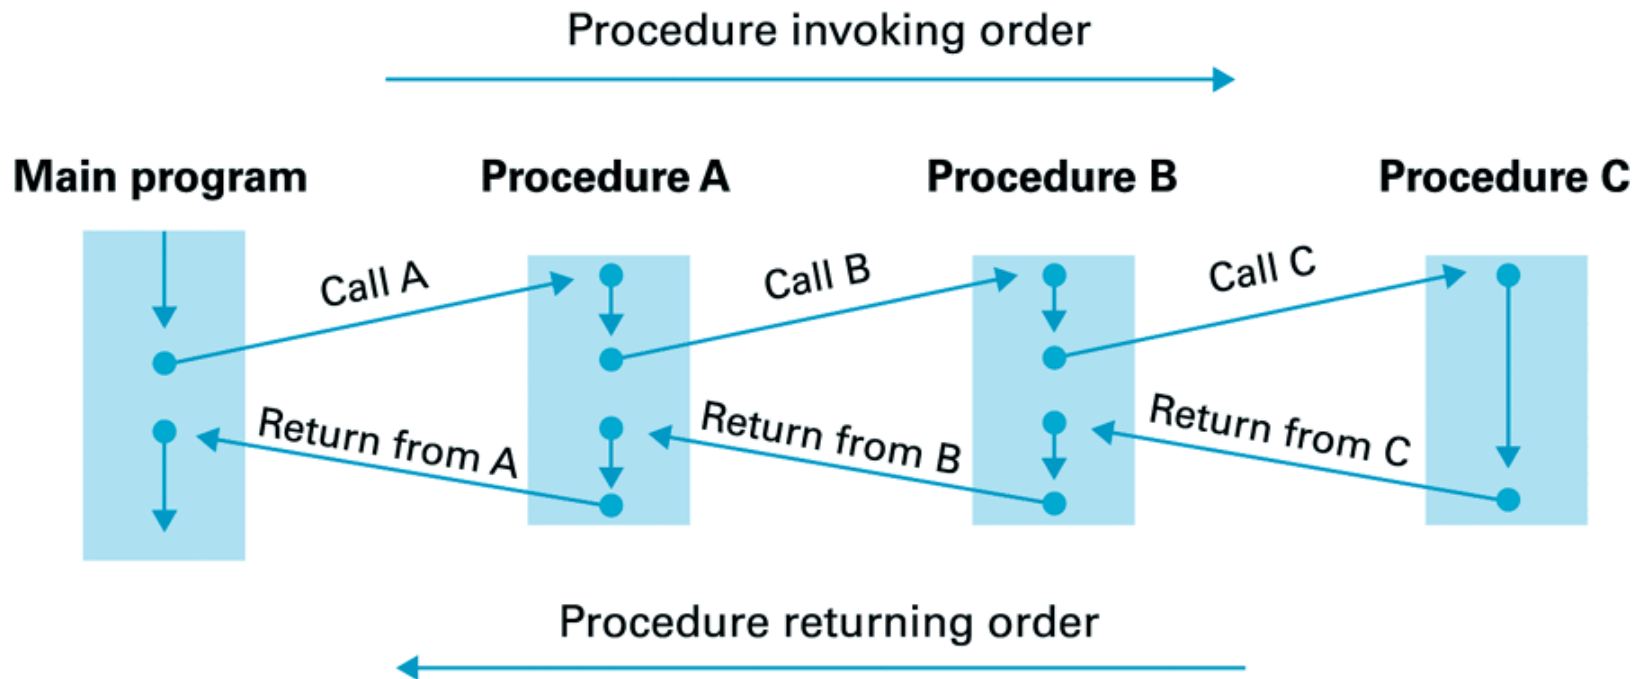 Procedure invoking order
Main program
Procedure A
Procedure B
Procedure C
Call A
Call B
Call C
Return from A
Return from B
Return from C
Procedure returning order